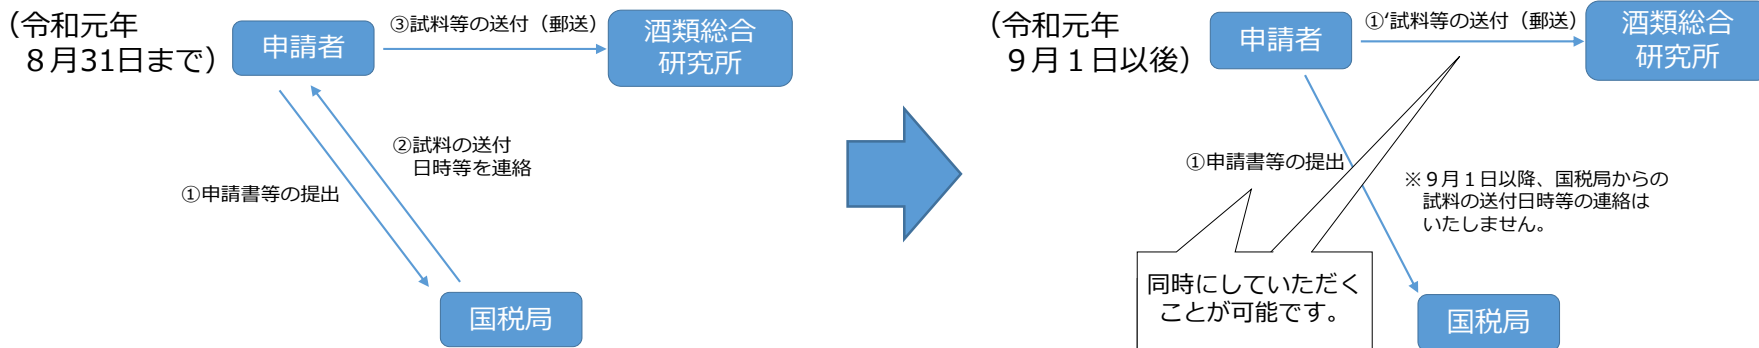 （令和元年
８月31日まで）
申請者
③試料等の送付（郵送）
酒類総合
研究所
②試料の送付
日時等を連絡
①申請書等の提出
国税局
（令和元年
９月１日以後）
申請者
①‘試料等の送付（郵送）
酒類総合
研究所
①申請書等の提出
※９月１日以降、国税局からの
試料の送付日時等の連絡は
いたしません。
同時にしていただく
ことが可能です。
国税局